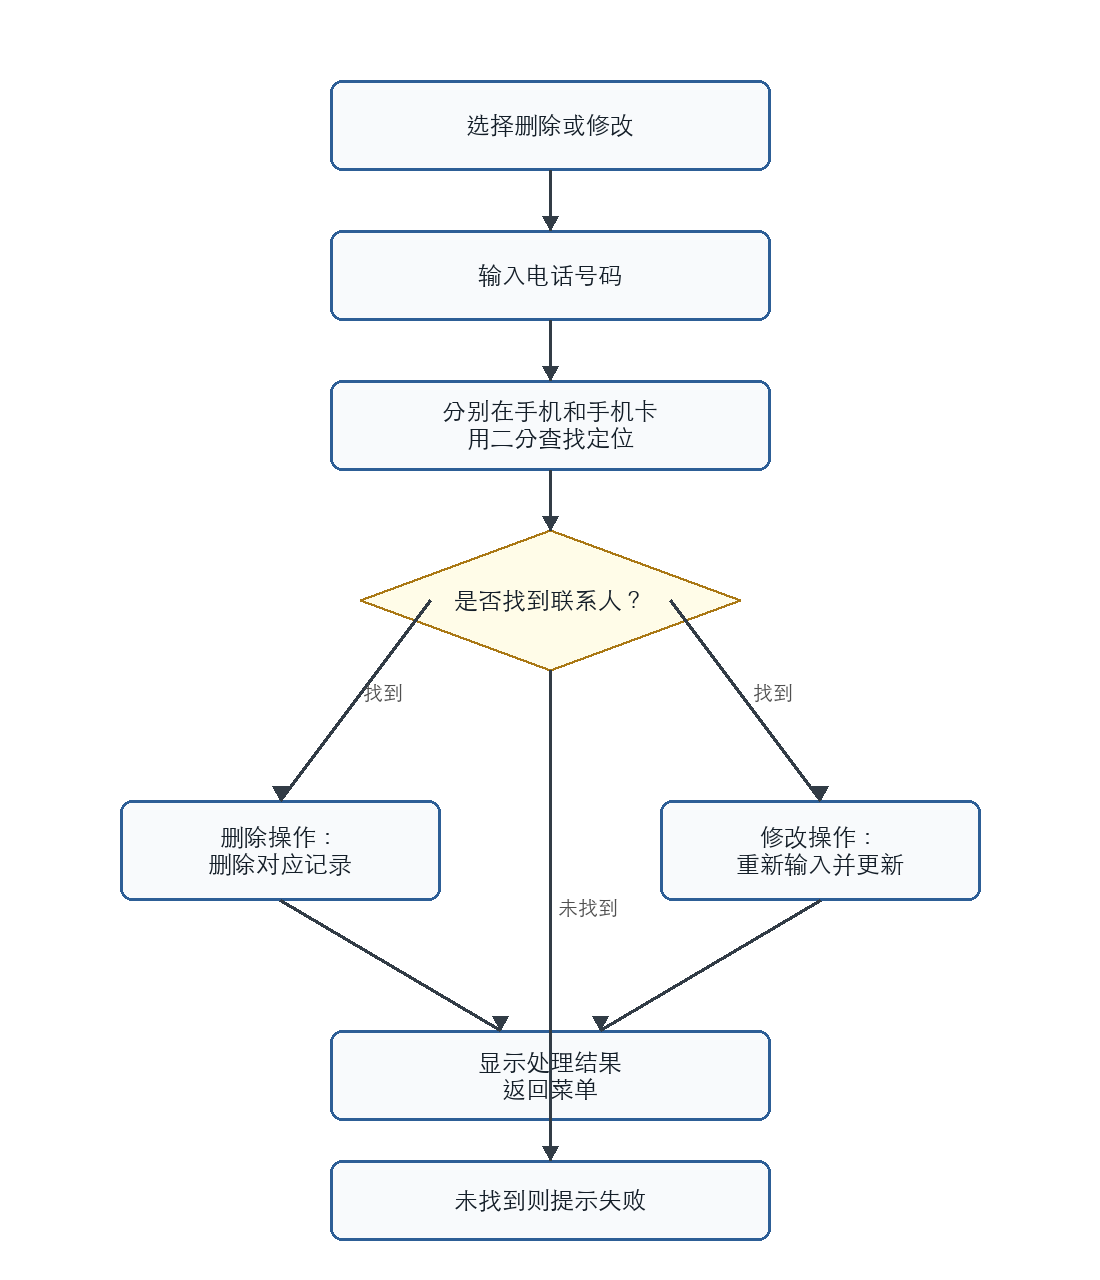 选择删除或修改
输入电话号码
分别在手机和手机卡
用二分查找定位
是否找到联系人？
找到
找到
删除操作：
删除对应记录
修改操作：
重新输入并更新
未找到
显示处理结果
返回菜单
未找到则提示失败